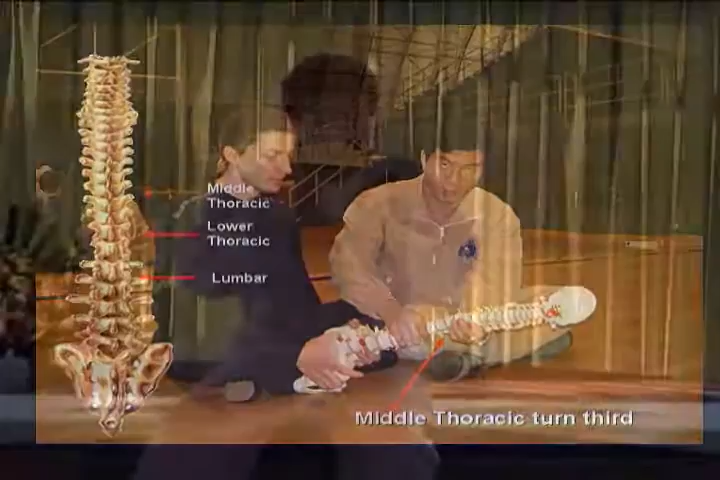 Middle
Thoracic
Lower
Thoracic
Lumbar
Middle Thoracic turn third